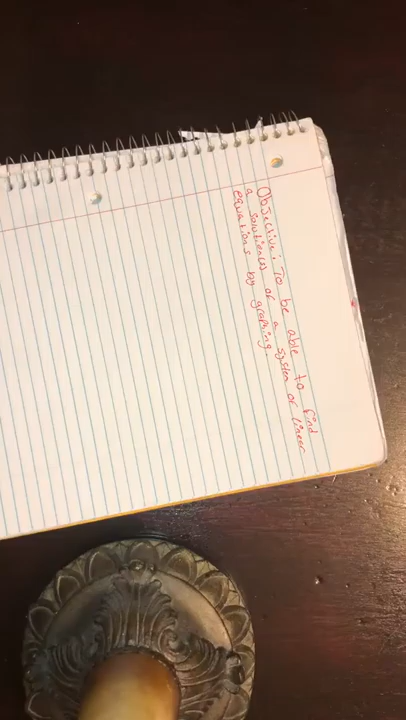 Objective: To be able to find
a solution(s) of a system of linear
equations by graphing.